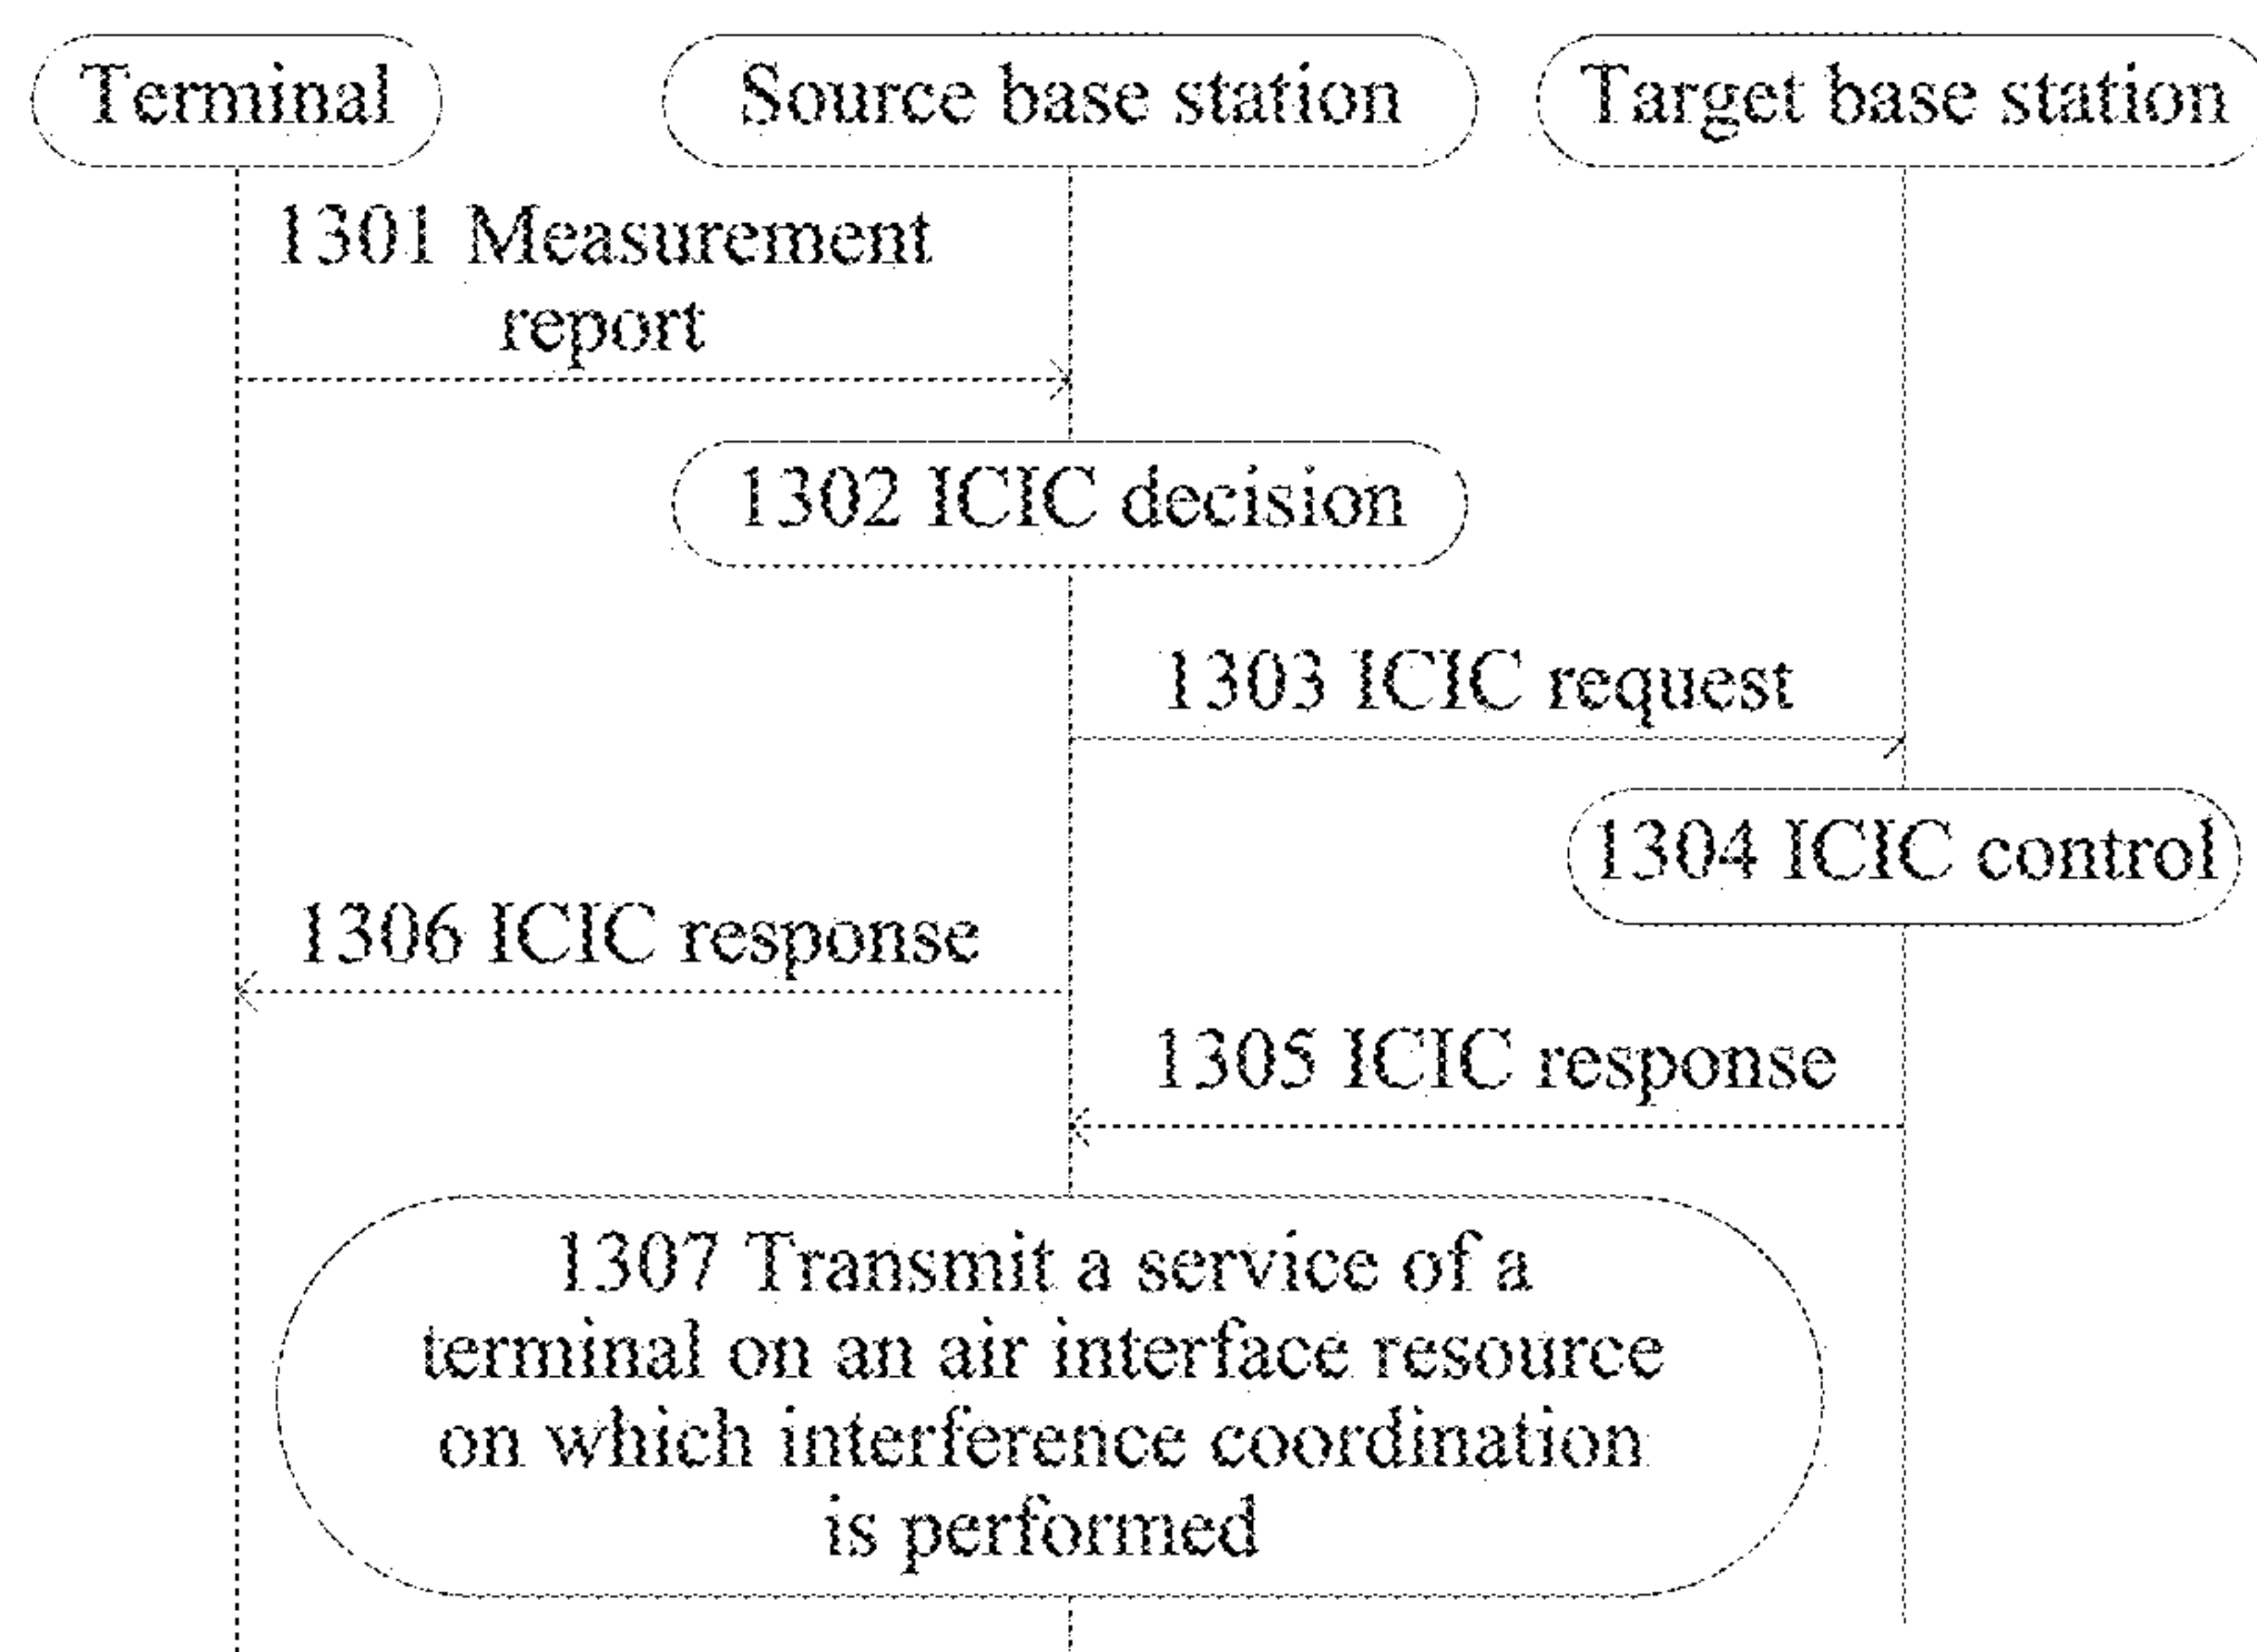 Terminal
Source base station
Target base station
1301 Measurement
report
1302 ICIC decision
1303 ICIC request
1304 ICIC control
1306 ICIC response
1305 ICIC response
1307 Transmit a service of a
terminal on an air interface resource
on which interference coordination
is performed